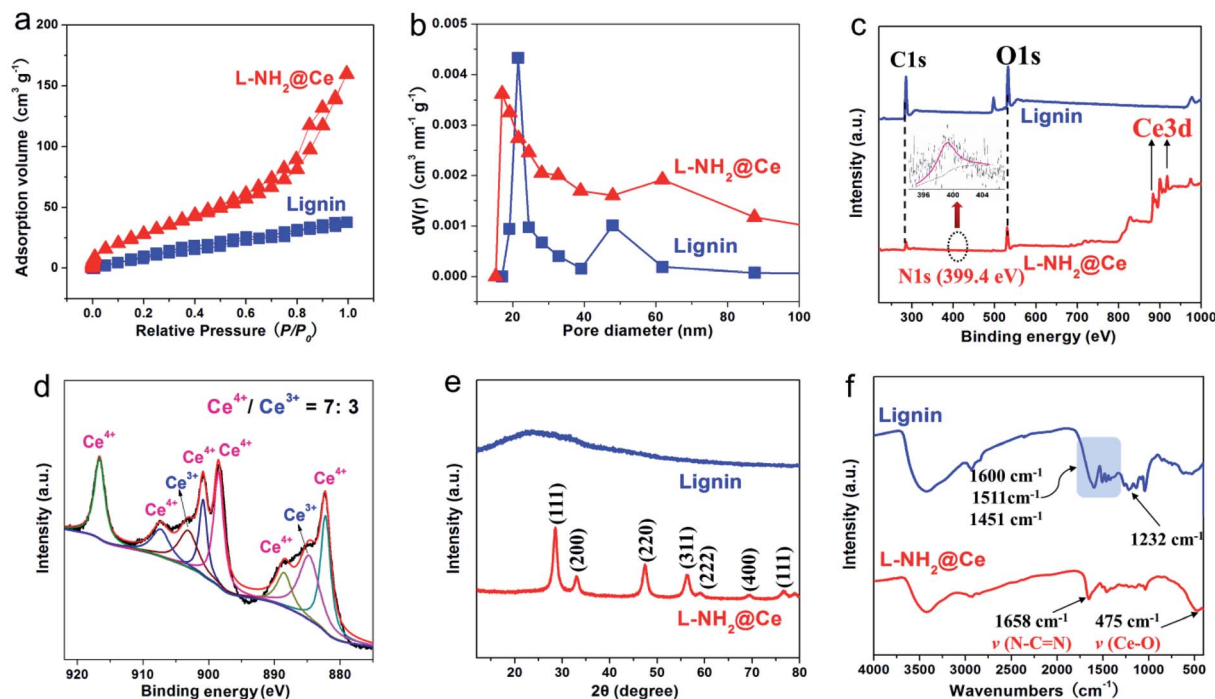 a
Adsorption volume (cm³ g⁻¹)
200
150
100
50
0
L-NH₂@Ce
Lignin
0.0 0.2 0.4 0.6 0.8 1.0
Relative Pressure (P/P₀)
b
dV(r) (cm³ nm⁻¹ g⁻¹)
0.005
0.004
0.003
0.002
0.001
0.000
L-NH₂@Ce
Lignin
20 40 60 80 100
Pore diameter (nm)
c
Intensity (a.u.)
C1s
O1s
Lignin
Ce3d
396 400 404
N1s (399.4 eV)
L-NH₂@Ce
200 300 400 500 600 700 800 900 1000
Binding energy (eV)
d
Intensity (a.u.)
Ce⁴⁺/ Ce³⁺ = 7: 3
Ce⁴⁺
Ce⁴⁺
Ce³⁺
Ce⁴⁺
Ce⁴⁺
Ce⁴⁺
Ce³⁺
Ce⁴⁺
920 910 900 890 880
Binding energy (eV)
e
Intensity (a.u.)
Lignin
(111)
(200)
(220)
(311)
(222)
(400)
(111)
L-NH₂@Ce
20 30 40 50 60 70 80
2θ (degree)
f
Intensity (a.u.)
Lignin
1600 cm⁻¹
1511cm⁻¹
1451 cm⁻¹
1232 cm⁻¹
L-NH₂@Ce
1658 cm⁻¹
ν (N-C=N)
475 cm⁻¹
ν (Ce-O)
4000 3500 3000 2500 2000 1500 1000 500
Wavenumbers (cm⁻¹)